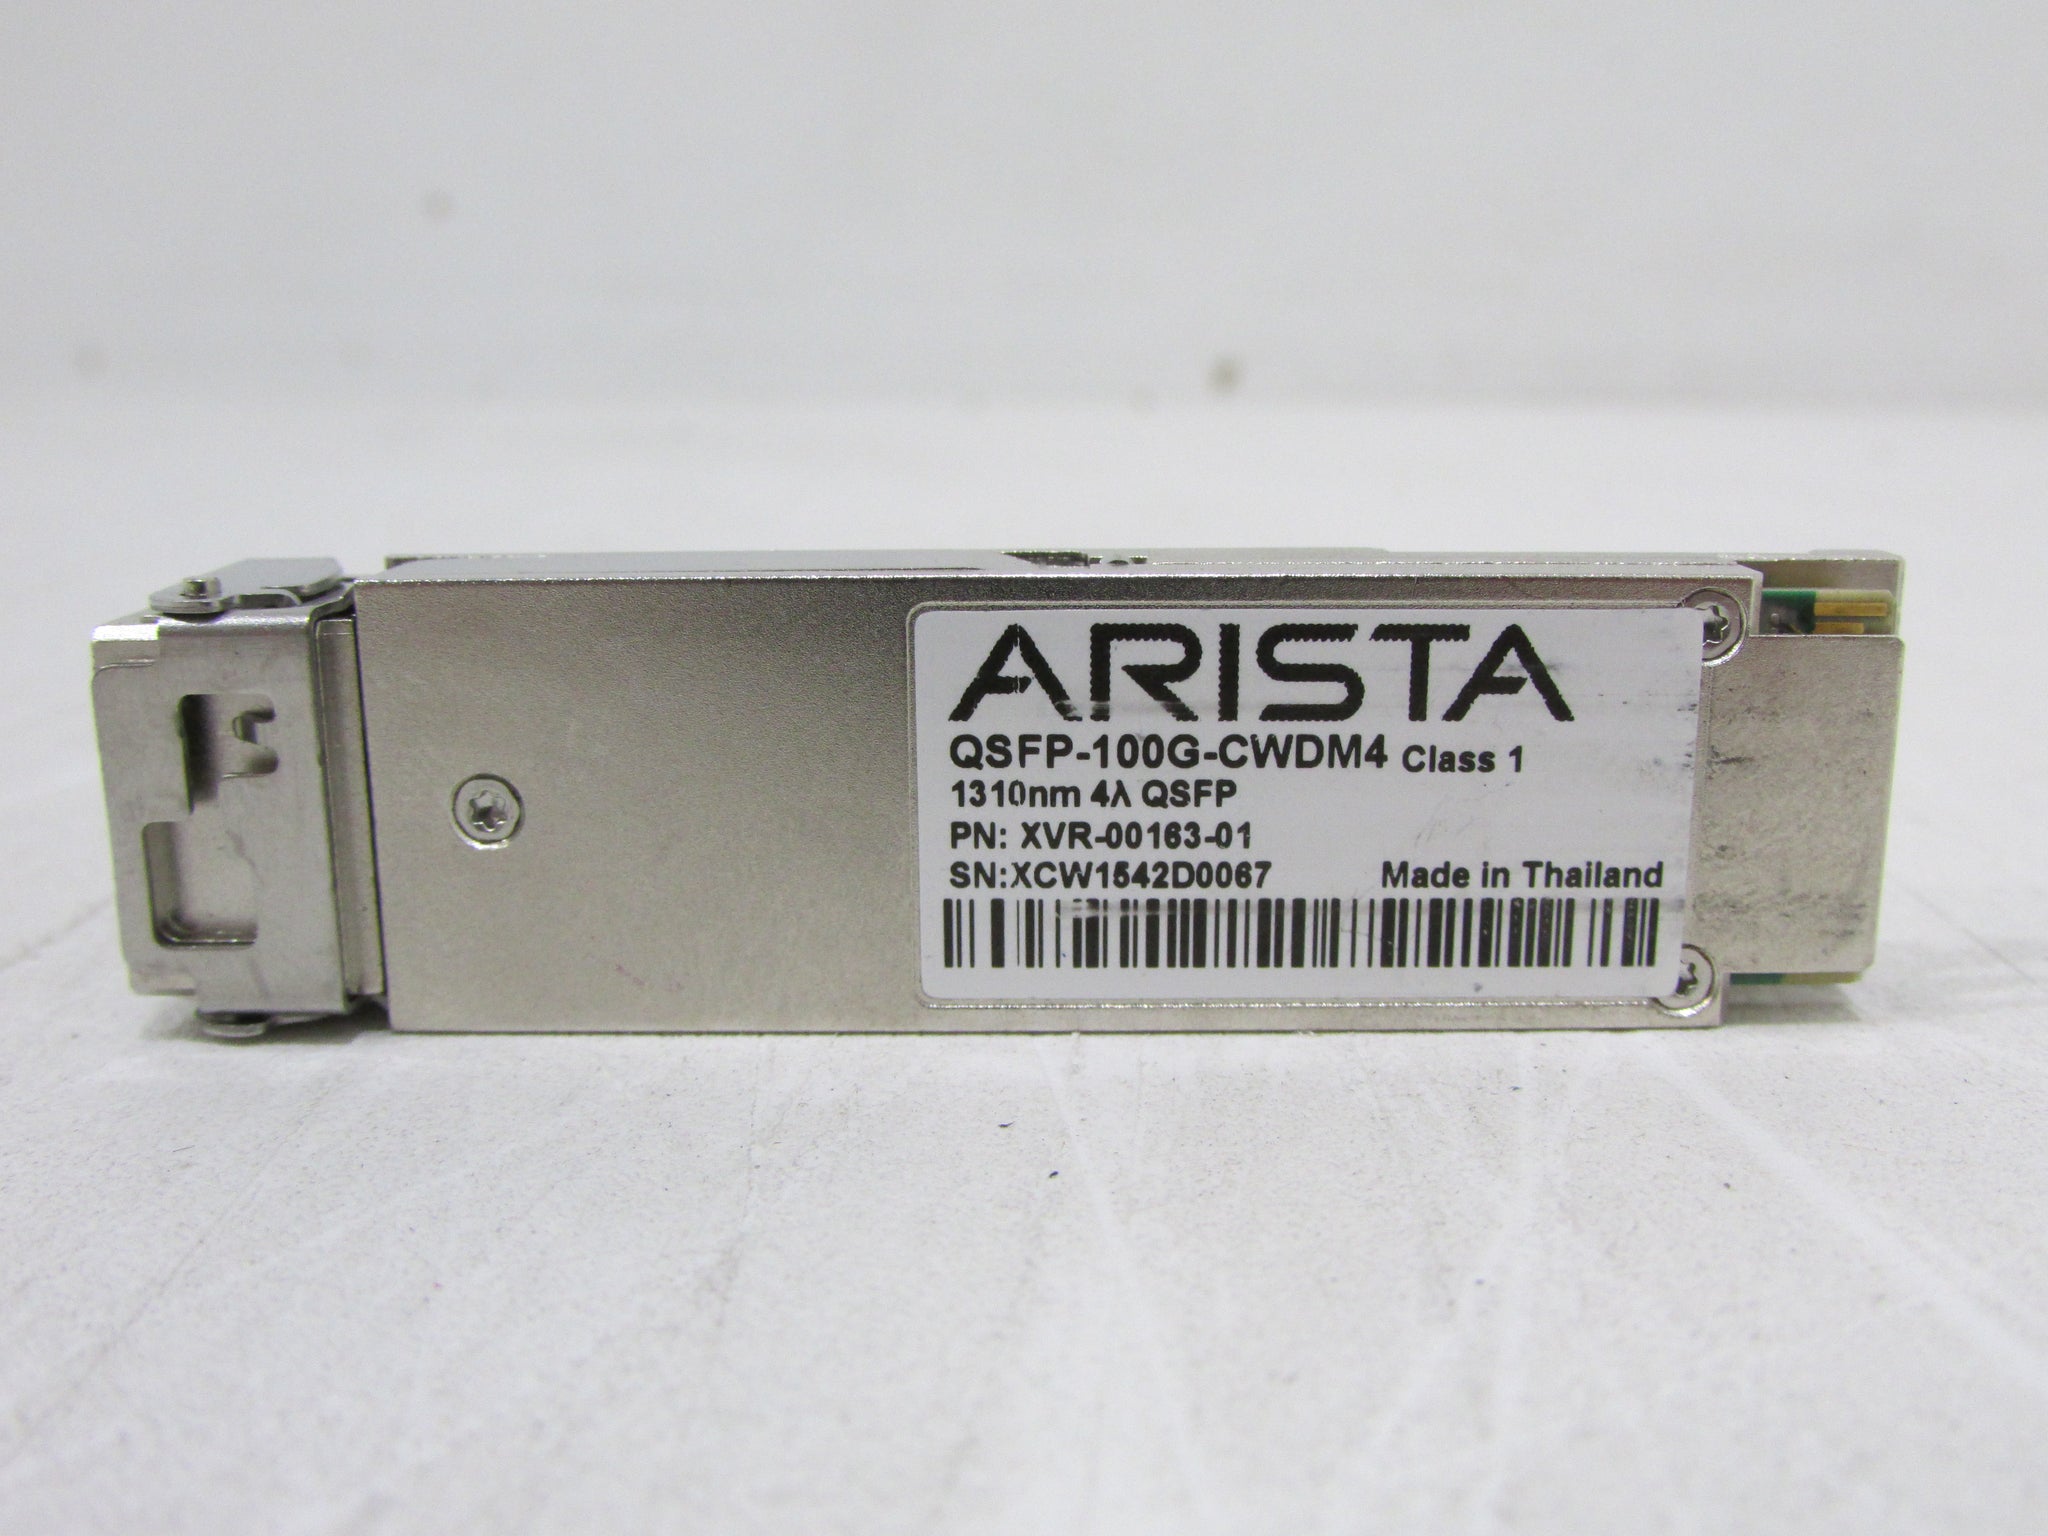 ARISTA
QSFP-100G-CWDM4 Class 1
1310nm 4λ QSFP
PN: XVR-00163-01
SN:XCW1542D0067 Made in Thailand